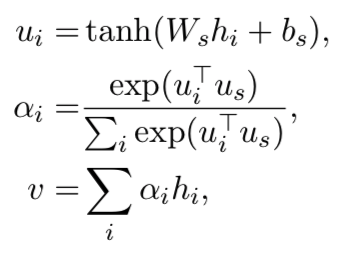 u_i = tanh(W_s h_i + b_s),
α_i = exp(u_i^⊤ u_s) / ∑_i exp(u_i^⊤ u_s),
v = ∑_i α_i h_i,